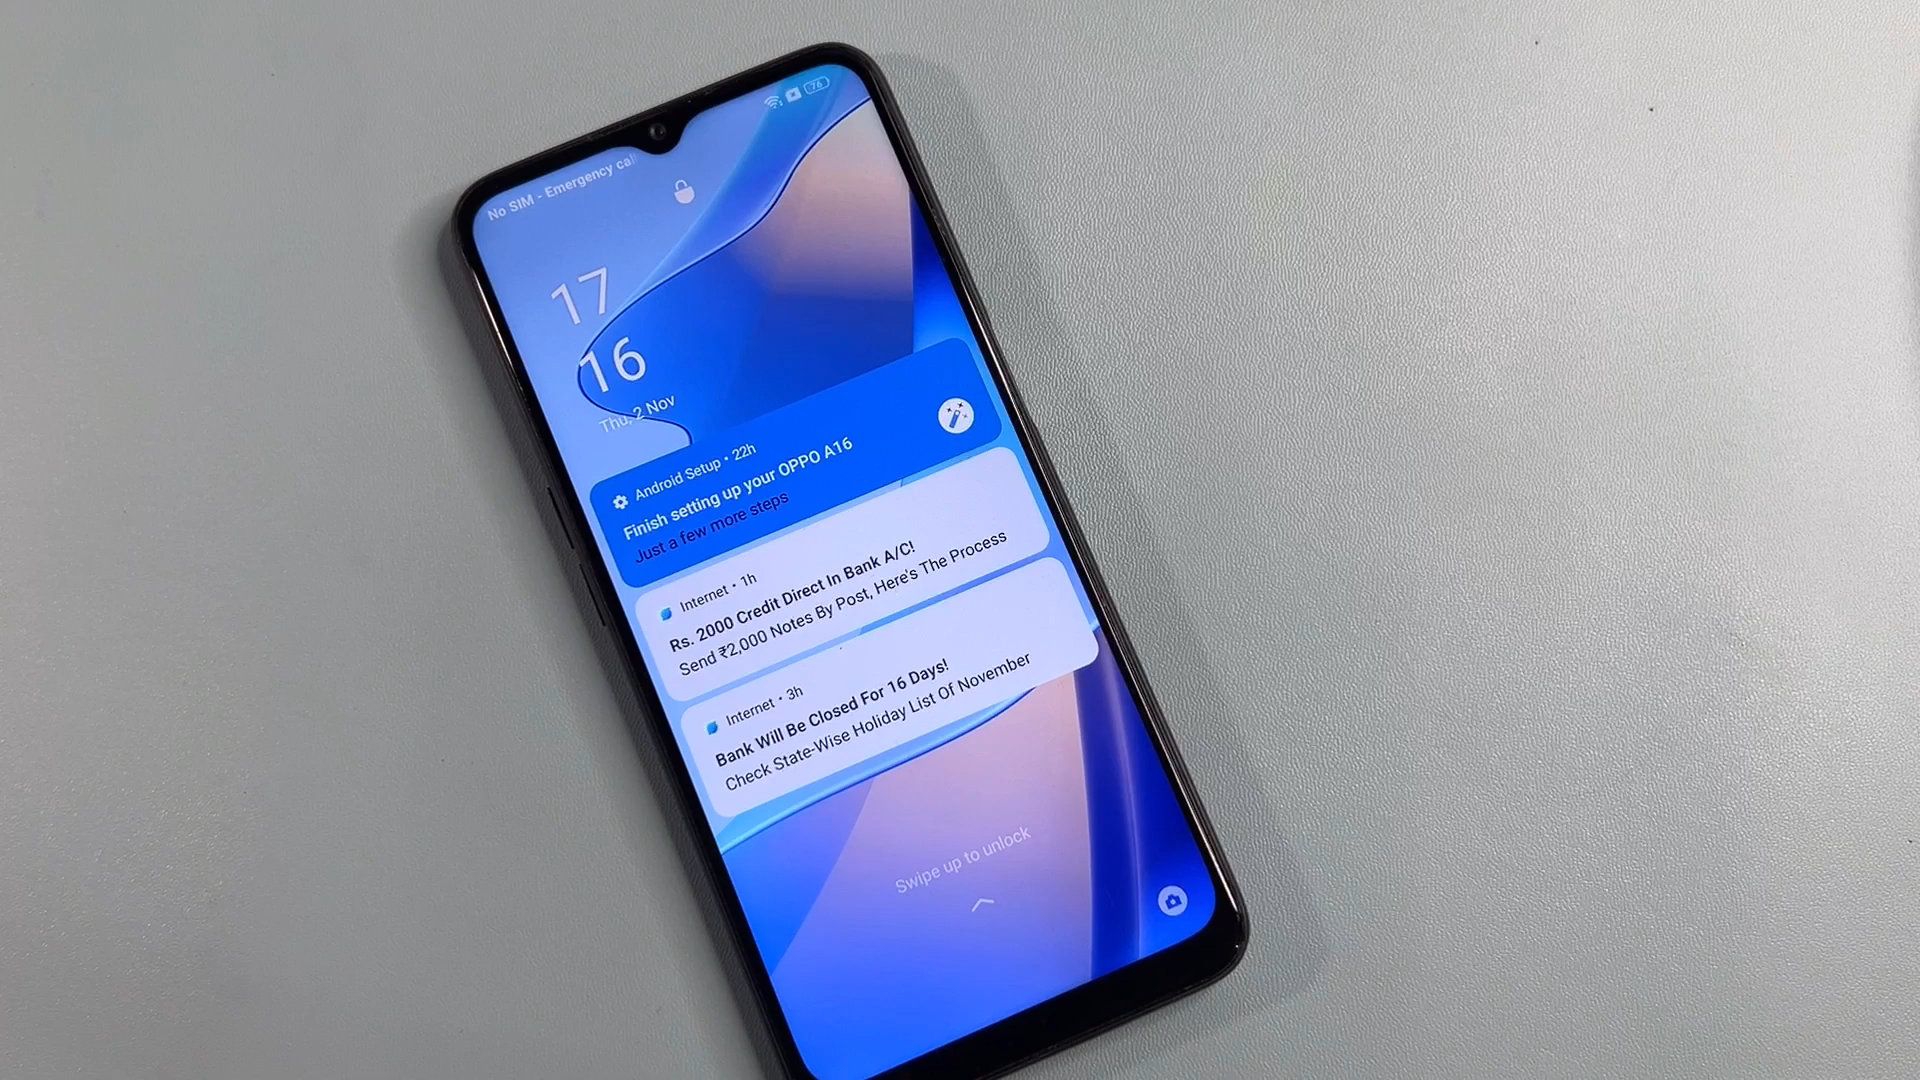 No SIM - Emergency cal
76
17
16
Thu, 2 Nov
Android Setup • 22h
Finish setting up your OPPO A16
Just a few more steps
Internet • 1h
Rs. 2000 Credit Direct In Bank A/C!
Send ₹2,000 Notes By Post, Here's The Process
Internet • 3h
Bank Will Be Closed For 16 Days!
Check State-Wise Holiday List Of November
Swipe up to unlock